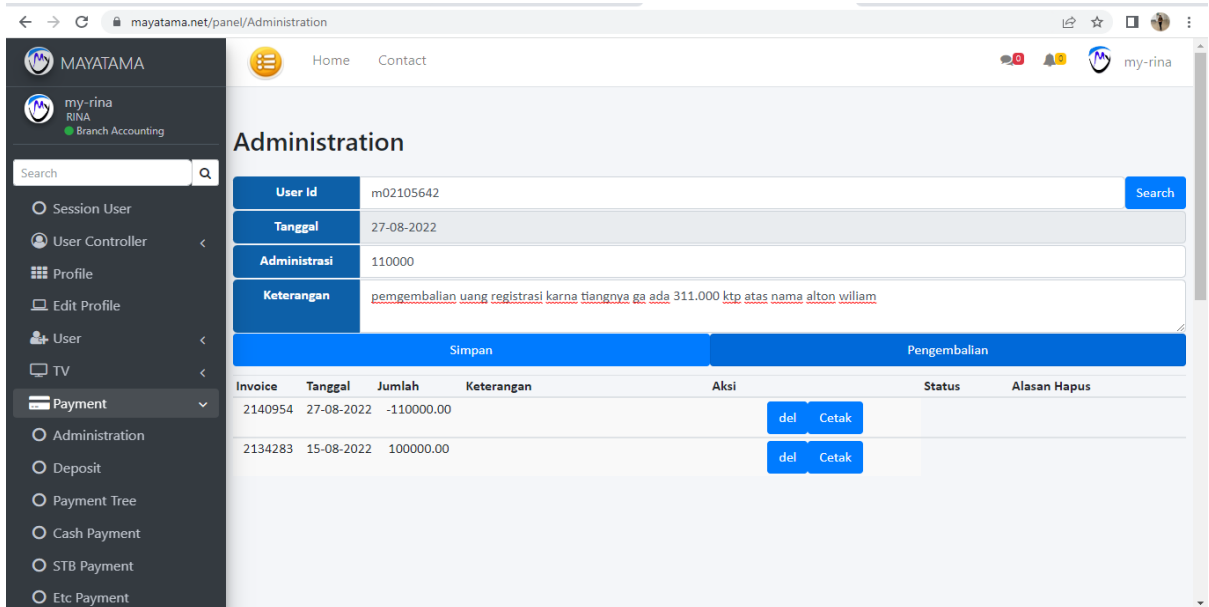 mayatama.net/panel/Administration
MAYATAMA
Home Contact
0 0 my-rina
my-rina
RINA
Branch Accounting
Search
Session User
User Controller
Profile
Edit Profile
User
TV
Payment
Administration
Deposit
Payment Tree
Cash Payment
STB Payment
Etc Payment
Administration
User Id m02105642 Search
Tanggal 27-08-2022
Administrasi 110000
Keterangan pemgembalian uang registrasi karna tiangnya ga ada 311.000 ktp atas nama alton wiliam
Simpan Pengembalian
Invoice Tanggal Jumlah Keterangan Aksi Status Alasan Hapus
2140954 27-08-2022 -110000.00 del Cetak
2134283 15-08-2022 100000.00 del Cetak